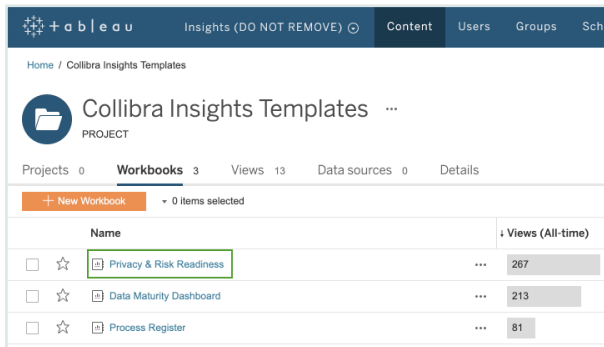 + a b l e a u Insights (DO NOT REMOVE) Content Users Groups Sch
Home / Collibra Insights Templates
Collibra Insights Templates ...
PROJECT
Projects 0 Workbooks 3 Views 13 Data sources 0 Details
+ New Workbook 0 items selected
Name ↓ Views (All-time)
Privacy & Risk Readiness ... 267
Data Maturity Dashboard ... 213
Process Register ... 81